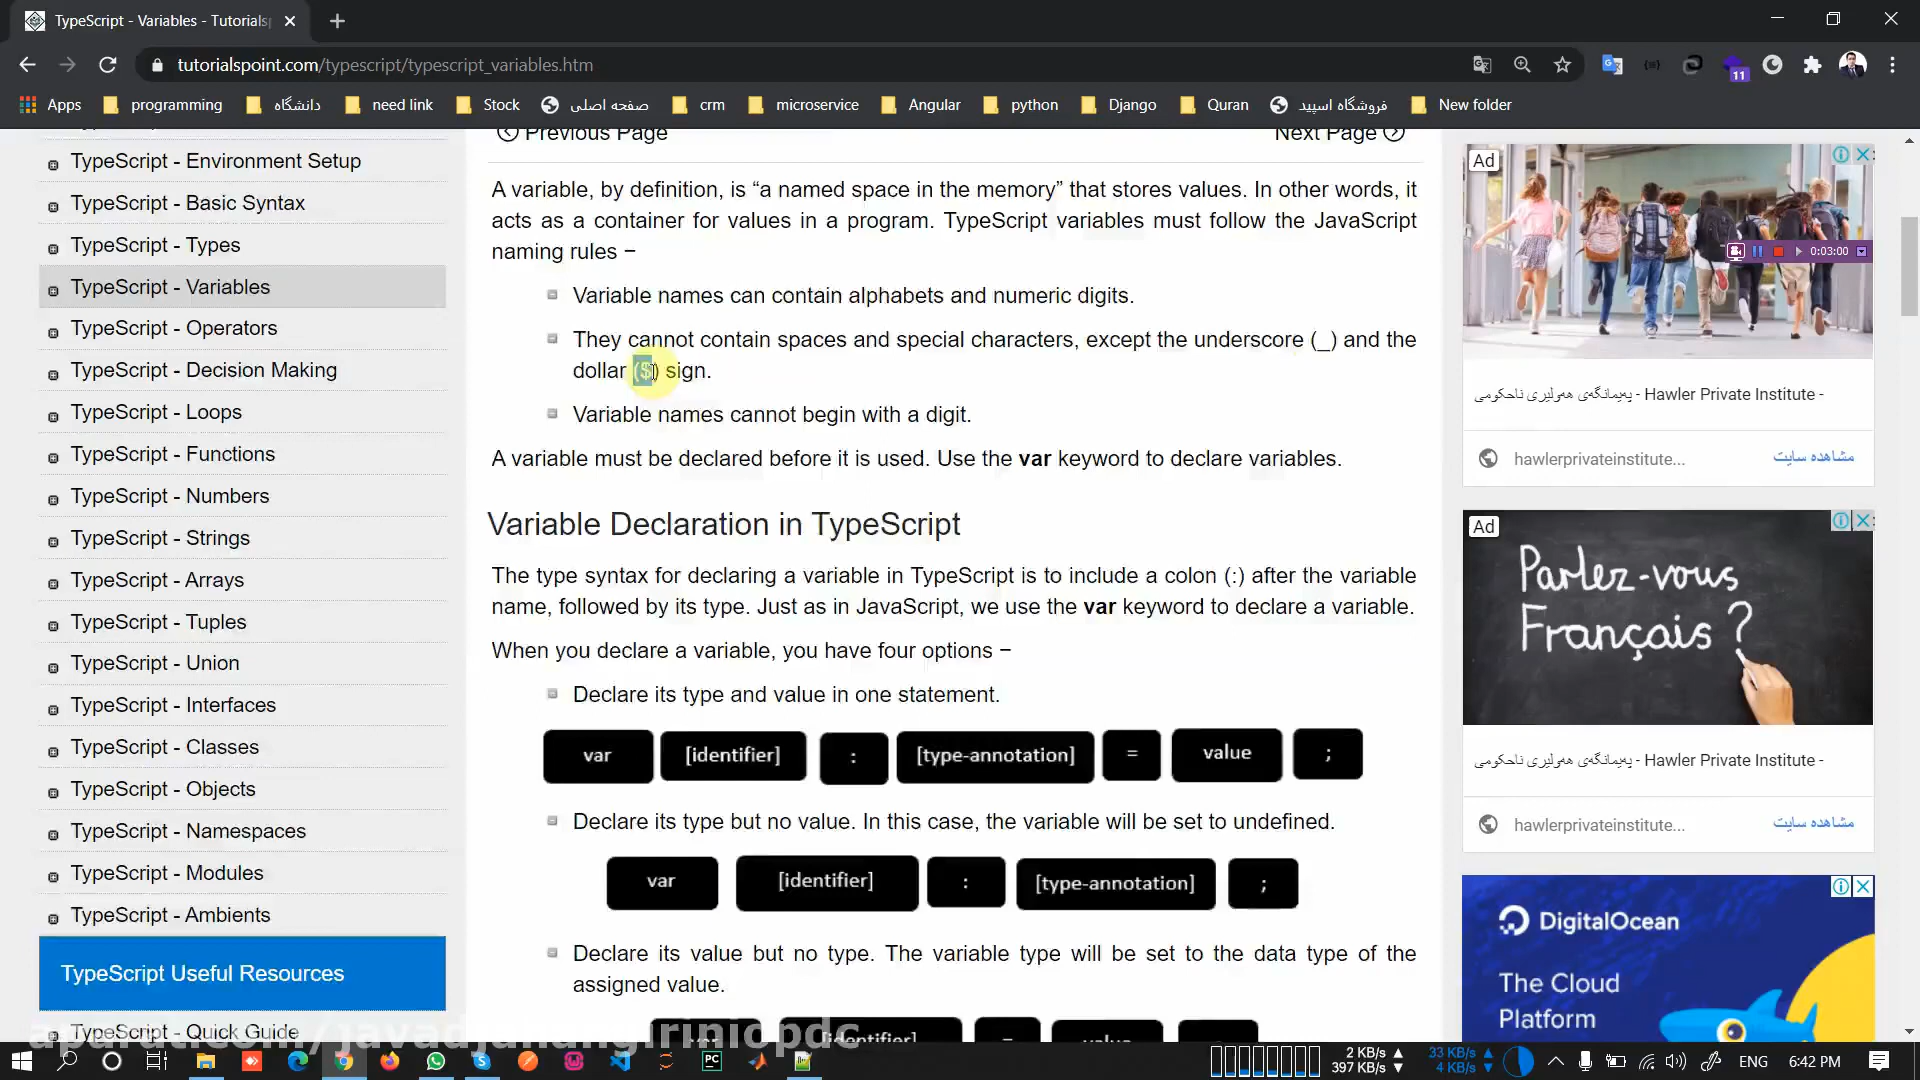 TypeScript - Variables - Tutorials
tutorialspoint.com/typescript/typescript_variables.htm
11
Apps
programming
دانشگاه
need link
Stock
صفحه اصلی
crm
microservice
Angular
python
Django
Quran
فروشگاه اسپید
New folder
TypeScript - Environment Setup
TypeScript - Basic Syntax
TypeScript - Types
TypeScript - Variables
TypeScript - Operators
TypeScript - Decision Making
TypeScript - Loops
TypeScript - Functions
TypeScript - Numbers
TypeScript - Strings
TypeScript - Arrays
TypeScript - Tuples
TypeScript - Union
TypeScript - Interfaces
TypeScript - Classes
TypeScript - Objects
TypeScript - Namespaces
TypeScript - Modules
TypeScript - Ambients
TypeScript Useful Resources
TypeScript - Quick Guide
Previous Page
Next Page
A variable, by definition, is “a named space in the memory” that stores values. In other words, it
acts as a container for values in a program. TypeScript variables must follow the JavaScript
naming rules −
Variable names can contain alphabets and numeric digits.
They cannot contain spaces and special characters, except the underscore (_) and the
dollar ($) sign.
Variable names cannot begin with a digit.
A variable must be declared before it is used. Use the var keyword to declare variables.
Variable Declaration in TypeScript
The type syntax for declaring a variable in TypeScript is to include a colon (:) after the variable
name, followed by its type. Just as in JavaScript, we use the var keyword to declare a variable.
When you declare a variable, you have four options −
Declare its type and value in one statement.
var [identifier] : [type-annotation] = value ;
Declare its type but no value. In this case, the variable will be set to undefined.
var [identifier] : [type-annotation] ;
Declare its value but no type. The variable type will be set to the data type of the
assigned value.
var [identifier] = value
Ad
0:03:00
پەیمانگەی هەولێری ناحکومی - Hawler Private Institute -
hawlerprivateinstitute...
مشاهده سایت
Ad
Parlez-vous
Français ?
پەیمانگەی هەولێری ناحکومی - Hawler Private Institute -
hawlerprivateinstitute...
مشاهده سایت
DigitalOcean
The Cloud
Platform
2 KB/s
397 KB/s
33 KB/s
4 KB/s
ENG
6:42 PM